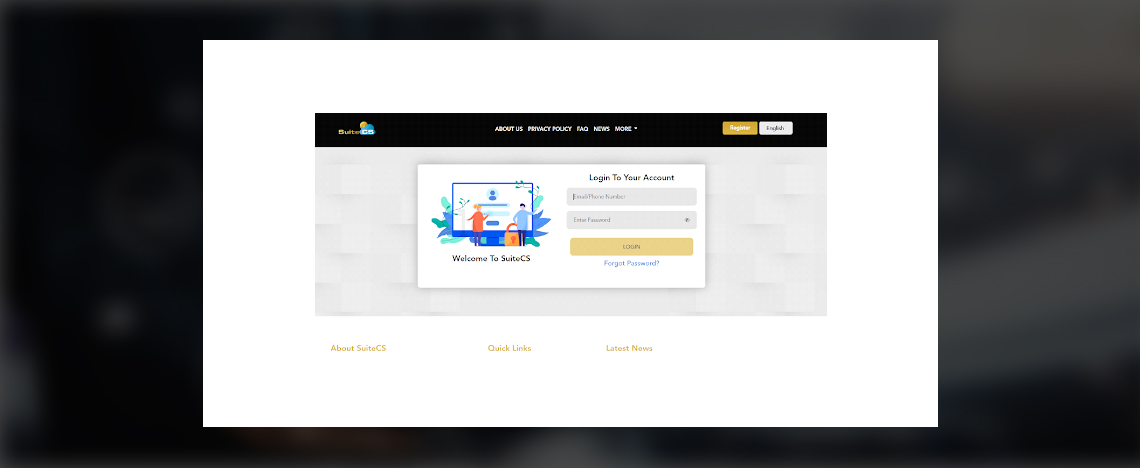 SuiteCS
ABOUT US PRIVACY POLICY FAQ NEWS MORE
Register English
Login To Your Account
Email/Phone Number
Enter Password
LOGIN
Forgot Password?
Welcome To SuiteCS
About SuiteCS Quick Links Latest News